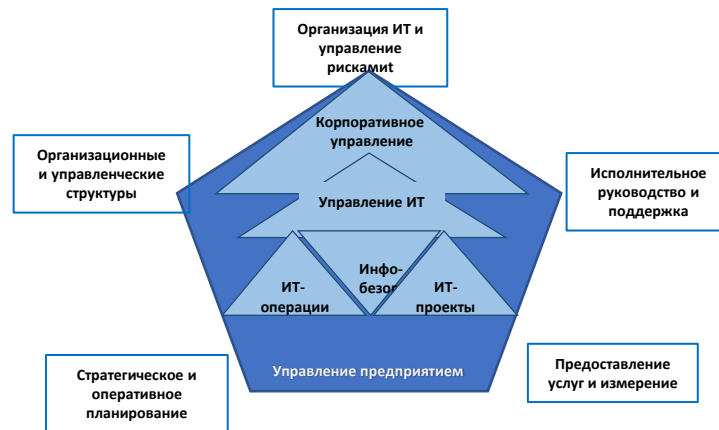 Организация ИТ и
управление
рискамиt
Корпоративное
управление
Организационные
и управленческие
структуры
Исполнительное
руководство и
поддержка
Управление ИТ
Инфо-
безоп
ИТ-
операции
ИТ-
проекты
Управление предприятием
Стратегическое и
оперативное
планирование
Предоставление
услуг и измерение